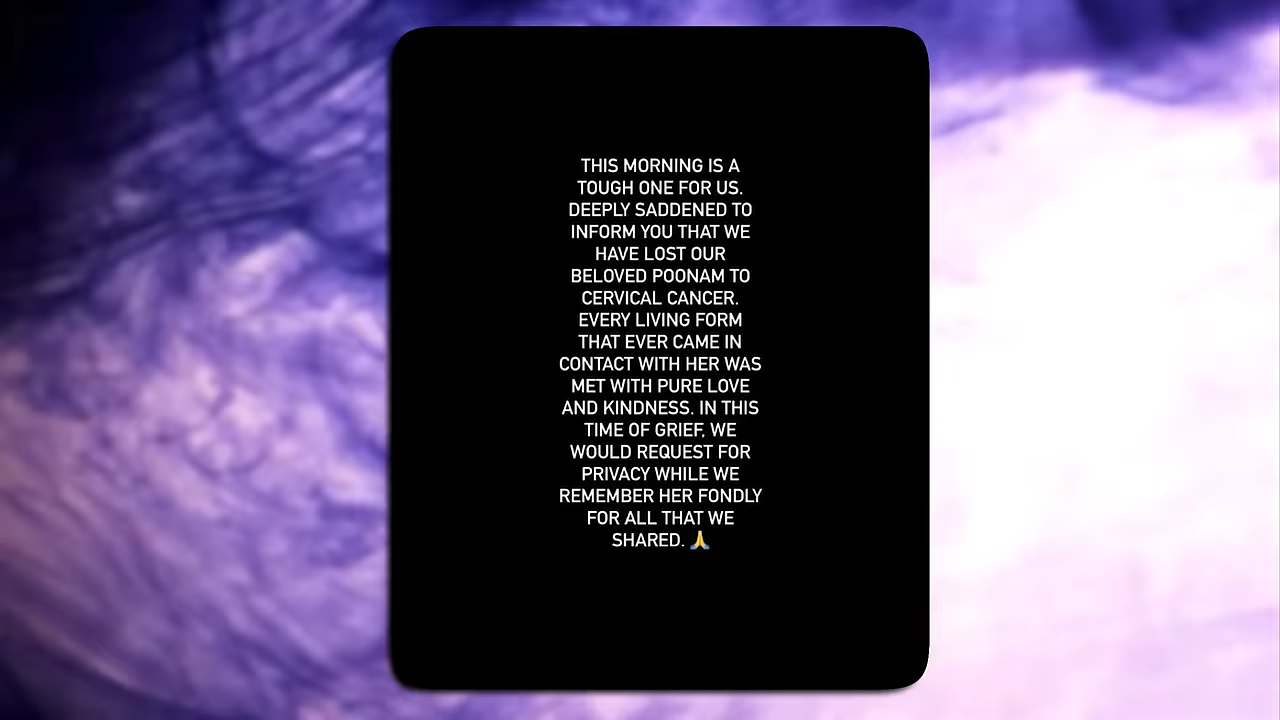 THIS MORNING IS A
TOUGH ONE FOR US.
DEEPLY SADDENED TO
INFORM YOU THAT WE
HAVE LOST OUR
BELOVED POONAM TO
CERVICAL CANCER.
EVERY LIVING FORM
THAT EVER CAME IN
CONTACT WITH HER WAS
MET WITH PURE LOVE
AND KINDNESS. IN THIS
TIME OF GRIEF, WE
WOULD REQUEST FOR
PRIVACY WHILE WE
REMEMBER HER FONDLY
FOR ALL THAT WE
SHARED. 🙏